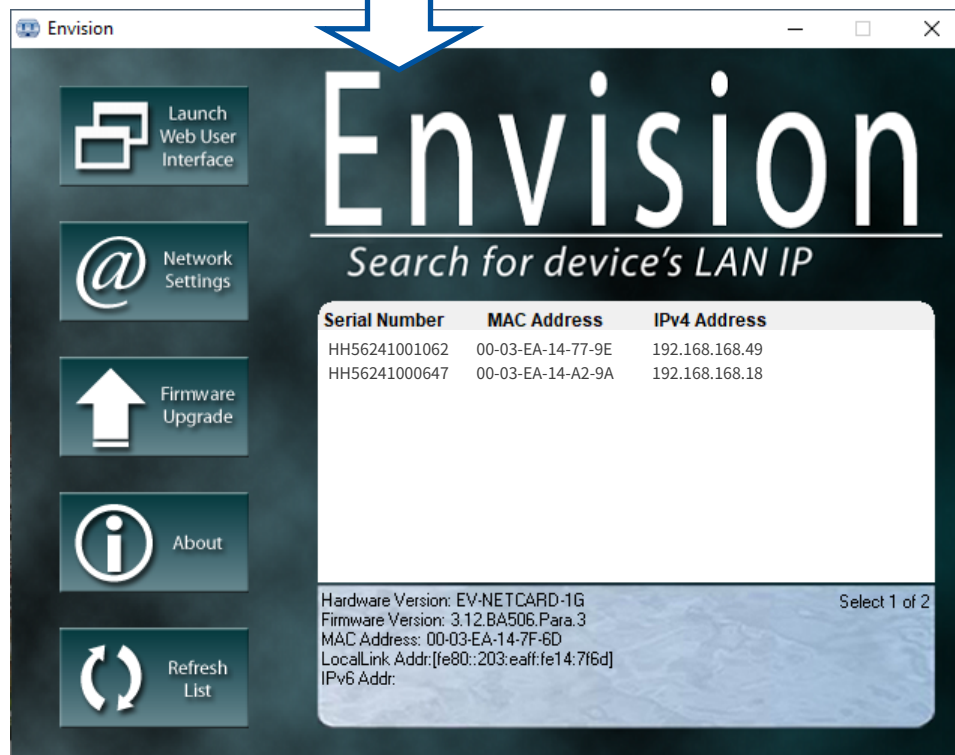 Envision
Launch
Web User
Interface
Network
Settings
Firmware
Upgrade
About
Refresh
List
Envision
Search for device's LAN IP
Serial Number MAC Address IPv4 Address
HH56241001062 00-03-EA-14-77-9E 192.168.168.49
HH56241000647 00-03-EA-14-A2-9A 192.168.168.18
Hardware Version: EV-NETCARD-1G Select 1 of 2
Firmware Version: 3.12.BA506.Para.3
MAC Address: 00-03-EA-14-7F-6D
LocalLink Addr:[fe80::203:eaff:fe14:7f6d]
IPv6 Addr: